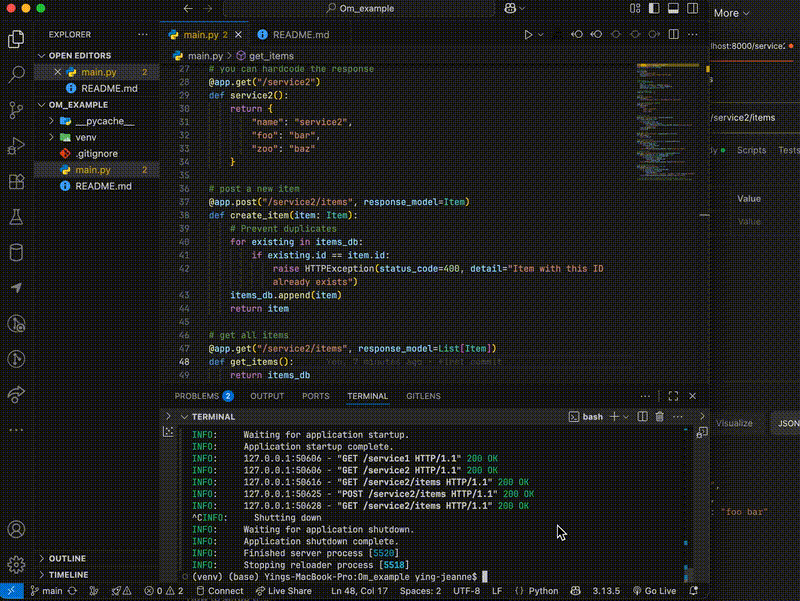 Om_example
More
EXPLORER
main.py 2
README.md
main.py > get_items
OPEN EDITORS
main.py 2
README.md
OM_EXAMPLE
__pycache__
venv
.gitignore
main.py 2
README.md
27 # you can hardcode the response
28 @app.get("/service2")
29 def service2():
30 return {
31 "name": "service2",
32 "foo": "bar",
33 "zoo": "baz"
34 }
35
36 # post a new item
37 @app.post("/service2/items", response_model=Item)
38 def create_item(item: Item):
39 # Prevent duplicates
40 for existing in items_db:
41 if existing.id == item.id:
42 raise HTTPException(status_code=400, detail="Item with this ID
already exists")
43 items_db.append(item)
44 return item
45
46 # get all items
47 @app.get("/service2/items", response_model=List[Item])
48 def get_items(): You, 7 minutes ago • first commit
49 return items_db
PROBLEMS 2 OUTPUT PORTS TERMINAL GITLENS
TERMINAL
bash
INFO: Waiting for application startup.
INFO: Application startup complete.
INFO: 127.0.0.1:50606 - "GET /service1 HTTP/1.1" 200 OK
INFO: 127.0.0.1:50606 - "GET /service2 HTTP/1.1" 200 OK
INFO: 127.0.0.1:50616 - "GET /service2/items HTTP/1.1" 200 OK
INFO: 127.0.0.1:50625 - "POST /service2/items HTTP/1.1" 200 OK
INFO: 127.0.0.1:50628 - "GET /service2/items HTTP/1.1" 200 OK
^CINFO: Shutting down
INFO: Waiting for application shutdown.
INFO: Application shutdown complete.
INFO: Finished server process [5520]
INFO: Stopping reloader process [5518]
(venv) (base) Yings-MacBook-Pro:Om_example ying-jeanne$
OUTLINE
TIMELINE
main 0 2 Connect Live Share Ln 48, Col 17 Spaces: 2 UTF-8 LF Python 3.13.5 Go Live
lhost:8000/service2
/service2/items
Scripts Tests
Value
Value
Visualize JSON
: "foo bar"